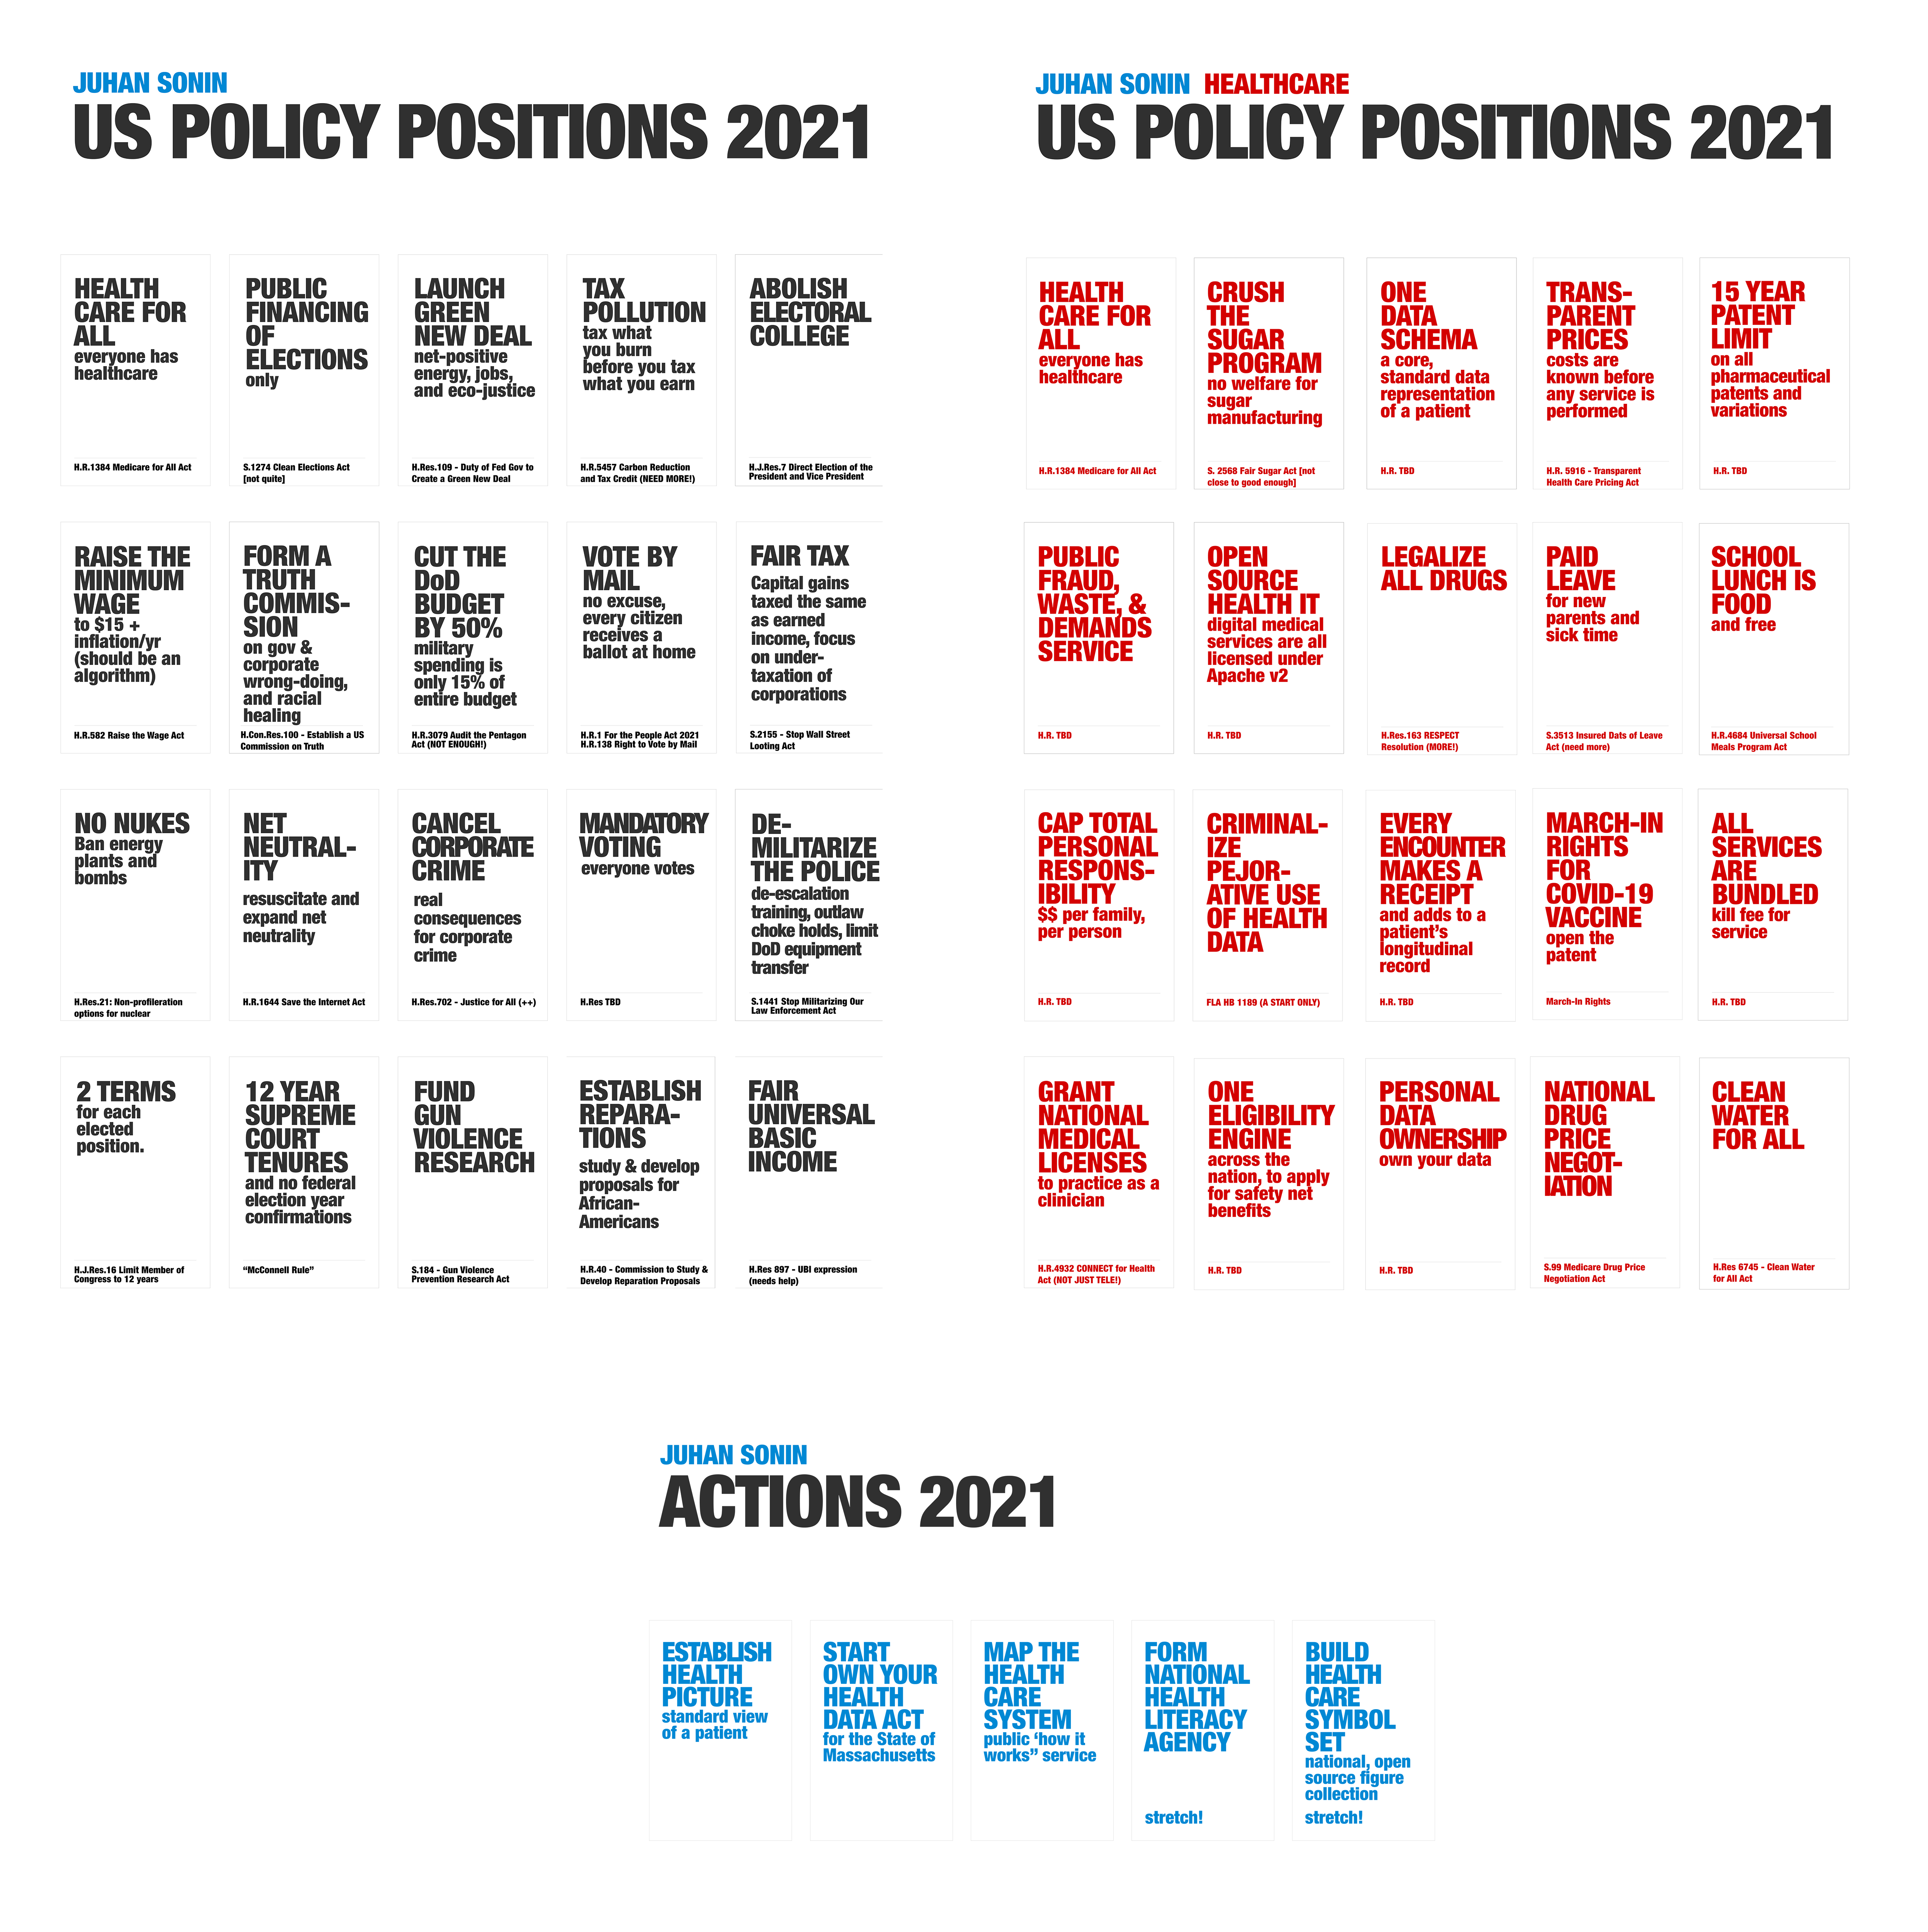 JUHAN SONIN
US POLICY POSITIONS 2021
HEALTH
CARE FOR
ALL
everyone has
healthcare
H.R.1384 Medicare for All Act
PUBLIC
FINANCING
OF
ELECTIONS
only
S.1274 Clean Elections Act
[not quite]
LAUNCH
GREEN
NEW DEAL
net-positive
energy, jobs,
and eco-justice
H.Res.109 - Duty of Fed Gov to
Create a Green New Deal
TAX
POLLUTION
tax what
you burn
before you tax
what you earn
H.R.5457 Carbon Reduction
and Tax Credit (NEED MORE!)
ABOLISH
ELECTORAL
COLLEGE
H.J.Res.7 Direct Election of the
President and Vice President
RAISE THE
MINIMUM
WAGE
to $15 +
inflation/yr
(should be an
algorithm)
H.R.582 Raise the Wage Act
FORM A
TRUTH
COMMIS-
SION
on gov &
corporate
wrong-doing,
and racial
healing
H.Con.Res.100 - Establish a US
Commission on Truth
CUT THE
DoD
BUDGET
BY 50%
military
spending is
only 15% of
entire budget
H.R.3079 Audit the Pentagon
Act (NOT ENOUGH!)
VOTE BY
MAIL
no excuse,
every citizen
receives a
ballot at home
H.R.1 For the People Act 2021
H.R.138 Right to Vote by Mail
FAIR TAX
Capital gains
taxed the same
as earned
income, focus
on under-
taxation of
corporations
S.2155 - Stop Wall Street
Looting Act
NO NUKES
Ban energy
plants and
bombs
H.Res.21: Non-profileration
options for nuclear
NET
NEUTRAL-
ITY
resuscitate and
expand net
neutrality
H.R.1644 Save the Internet Act
CANCEL
CORPORATE
CRIME
real
consequences
for corporate
crime
H.Res.702 - Justice for All (++)
MANDATORY
VOTING
everyone votes
H.Res TBD
DE-
MILITARIZE
THE POLICE
de-escalation
training, outlaw
choke holds, limit
DoD equipment
transfer
S.1441 Stop Militarizing Our
Law Enforcement Act
2 TERMS
for each
elected
position.
H.J.Res.16 Limit Member of
Congress to 12 years
12 YEAR
SUPREME
COURT
TENURES
and no federal
election year
confirmations
“McConnell Rule”
FUND
GUN
VIOLENCE
RESEARCH
S.184 - Gun Violence
Prevention Research Act
ESTABLISH
REPARA-
TIONS
study & develop
proposals for
African-
Americans
H.R.40 - Commission to Study &
Develop Reparation Proposals
FAIR
UNIVERSAL
BASIC
INCOME
H.Res 897 - UBI expression
(needs help)
JUHAN SONIN HEALTHCARE
US POLICY POSITIONS 2021
HEALTH
CARE FOR
ALL
everyone has
healthcare
H.R.1384 Medicare for All Act
CRUSH
THE
SUGAR
PROGRAM
no welfare for
sugar
manufacturing
S. 2568 Fair Sugar Act [not
close to good enough]
ONE
DATA
SCHEMA
a core,
standard data
representation
of a patient
H.R. TBD
TRANS-
PARENT
PRICES
costs are
known before
any service is
performed
H.R. 5916 - Transparent
Health Care Pricing Act
15 YEAR
PATENT
LIMIT
on all
pharmaceutical
patents and
variations
H.R. TBD
PUBLIC
FRAUD,
WASTE, &
DEMANDS
SERVICE
H.R. TBD
OPEN
SOURCE
HEALTH IT
digital medical
services are all
licensed under
Apache v2
H.R. TBD
LEGALIZE
ALL DRUGS
H.Res.163 RESPECT
Resolution (MORE!)
PAID
LEAVE
for new
parents and
sick time
S.3513 Insured Dats of Leave
Act (need more)
SCHOOL
LUNCH IS
FOOD
and free
H.R.4684 Universal School
Meals Program Act
CAP TOTAL
PERSONAL
RESPONS-
IBILITY
$$ per family,
per person
H.R. TBD
CRIMINAL-
IZE
PEJOR-
ATIVE USE
OF HEALTH
DATA
FLA HB 1189 (A START ONLY)
EVERY
ENCOUNTER
MAKES A
RECEIPT
and adds to a
patient’s
longitudinal
record
H.R. TBD
MARCH-IN
RIGHTS
FOR
COVID-19
VACCINE
open the
patent
March-In Rights
ALL
SERVICES
ARE
BUNDLED
kill fee for
service
H.R. TBD
GRANT
NATIONAL
MEDICAL
LICENSES
to practice as a
clinician
H.R.4932 CONNECT for Health
Act (NOT JUST TELE!)
ONE
ELIGIBILITY
ENGINE
across the
nation, to apply
for safety net
benefits
H.R. TBD
PERSONAL
DATA
OWNERSHIP
own your data
H.R. TBD
NATIONAL
DRUG
PRICE
NEGOT-
IATION
S.99 Medicare Drug Price
Negotiation Act
CLEAN
WATER
FOR ALL
H.Res 6745 - Clean Water
for All Act
JUHAN SONIN
ACTIONS 2021
ESTABLISH
HEALTH
PICTURE
standard view
of a patient
START
OWN YOUR
HEALTH
DATA ACT
for the State of
Massachusetts
MAP THE
HEALTH
CARE
SYSTEM
public ‘how it
works” service
FORM
NATIONAL
HEALTH
LITERACY
AGENCY
stretch!
BUILD
HEALTH
CARE
SYMBOL
SET
national, open
source figure
collection
stretch!